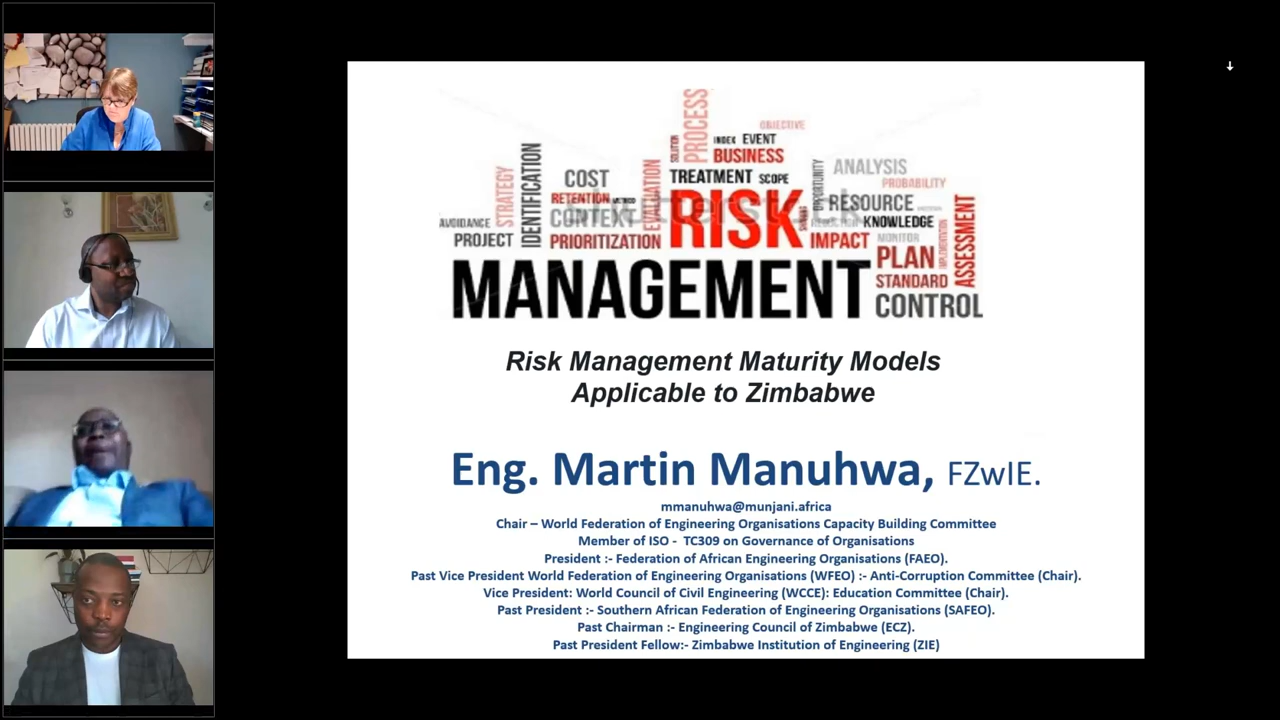 PROCESS
OBJECTIVE
SOLUTION
INDEX EVENT
BUSINESS
STRATEGY
IDENTIFICATION
COST
EVALUATION
TREATMENT SCOPE
OPPORTUNITY
ANALYSIS
PROBABILITY
RETENTION
CONTEXT
RISK
RESOURCE
AVOIDANCE
KNOWLEDGE
PROJECT
PRIORITIZATION
IMPACT
MONITOR
PLAN
IMPLEMENTATION
ASSESSMENT
STANDARD
MANAGEMENT
CONTROL
Risk Management Maturity Models
Applicable to Zimbabwe
Eng. Martin Manuhwa, FZwIE.
mmanuhwa@munjani.africa
Chair – World Federation of Engineering Organisations Capacity Building Committee
Member of ISO - TC309 on Governance of Organisations
President :- Federation of African Engineering Organisations (FAEO).
Past Vice President World Federation of Engineering Organisations (WFEO) :- Anti-Corruption Committee (Chair).
Vice President: World Council of Civil Engineering (WCCE): Education Committee (Chair).
Past President :- Southern African Federation of Engineering Organisations (SAFEO).
Past Chairman :- Engineering Council of Zimbabwe (ECZ).
Past President Fellow:- Zimbabwe Institution of Engineering (ZIE)